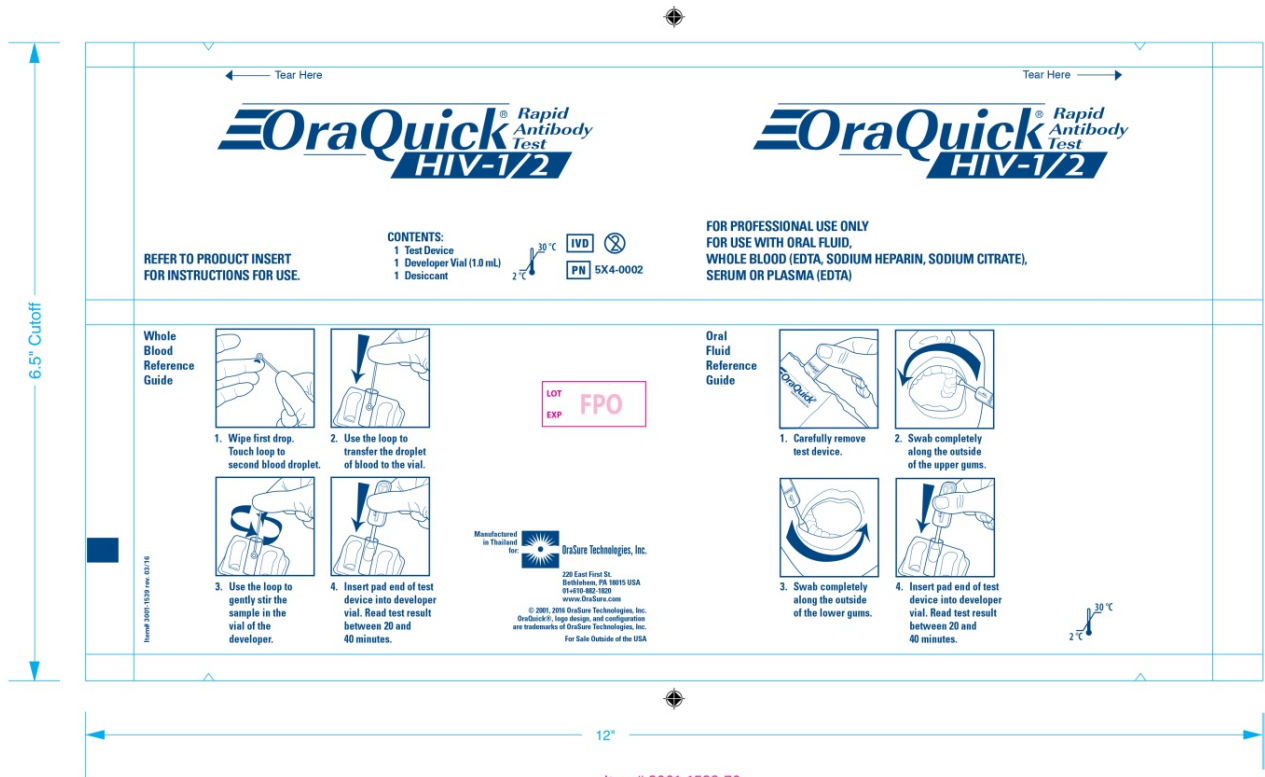 Tear Here
Tear Here
OraQuick® Rapid
Antibody
Test
HIV-1/2
OraQuick® Rapid
Antibody
Test
HIV-1/2
REFER TO PRODUCT INSERT
FOR INSTRUCTIONS FOR USE.
CONTENTS:
1 Test Device
1 Developer Vial (1.0 mL)
1 Desiccant
30 °C
2 °C
IVD
2
PN 5X4-0002
FOR PROFESSIONAL USE ONLY
FOR USE WITH ORAL FLUID,
WHOLE BLOOD (EDTA, SODIUM HEPARIN, SODIUM CITRATE),
SERUM OR PLASMA (EDTA)
6.5" Cutoff
Whole
Blood
Reference
Guide
1. Wipe first drop.
Touch loop to
second blood droplet.
2. Use the loop to
transfer the droplet
of blood to the vial.
3. Use the loop to
gently stir the
sample in the
vial of the
developer.
4. Insert pad end of test
device into developer
vial. Read test result
between 20 and
40 minutes.
Item# 3001-1539 rev. 03/16
LOT
EXP
FPO
Manufactured
in Thailand
for:
OraSure Technologies, Inc.
220 East First St.
Bethlehem, PA 18015 USA
01+610-882-1820
www.OraSure.com
© 2001, 2016 OraSure Technologies, Inc.
OraQuick®, logo design, and configuration
are trademarks of OraSure Technologies, Inc.
For Sale Outside of the USA
Oral
Fluid
Reference
Guide
OraQuick®
1. Carefully remove
test device.
2. Swab completely
along the outside
of the upper gums.
3. Swab completely
along the outside
of the lower gums.
4. Insert pad end of test
device into developer
vial. Read test result
between 20 and
40 minutes.
30 °C
2 °C
12"